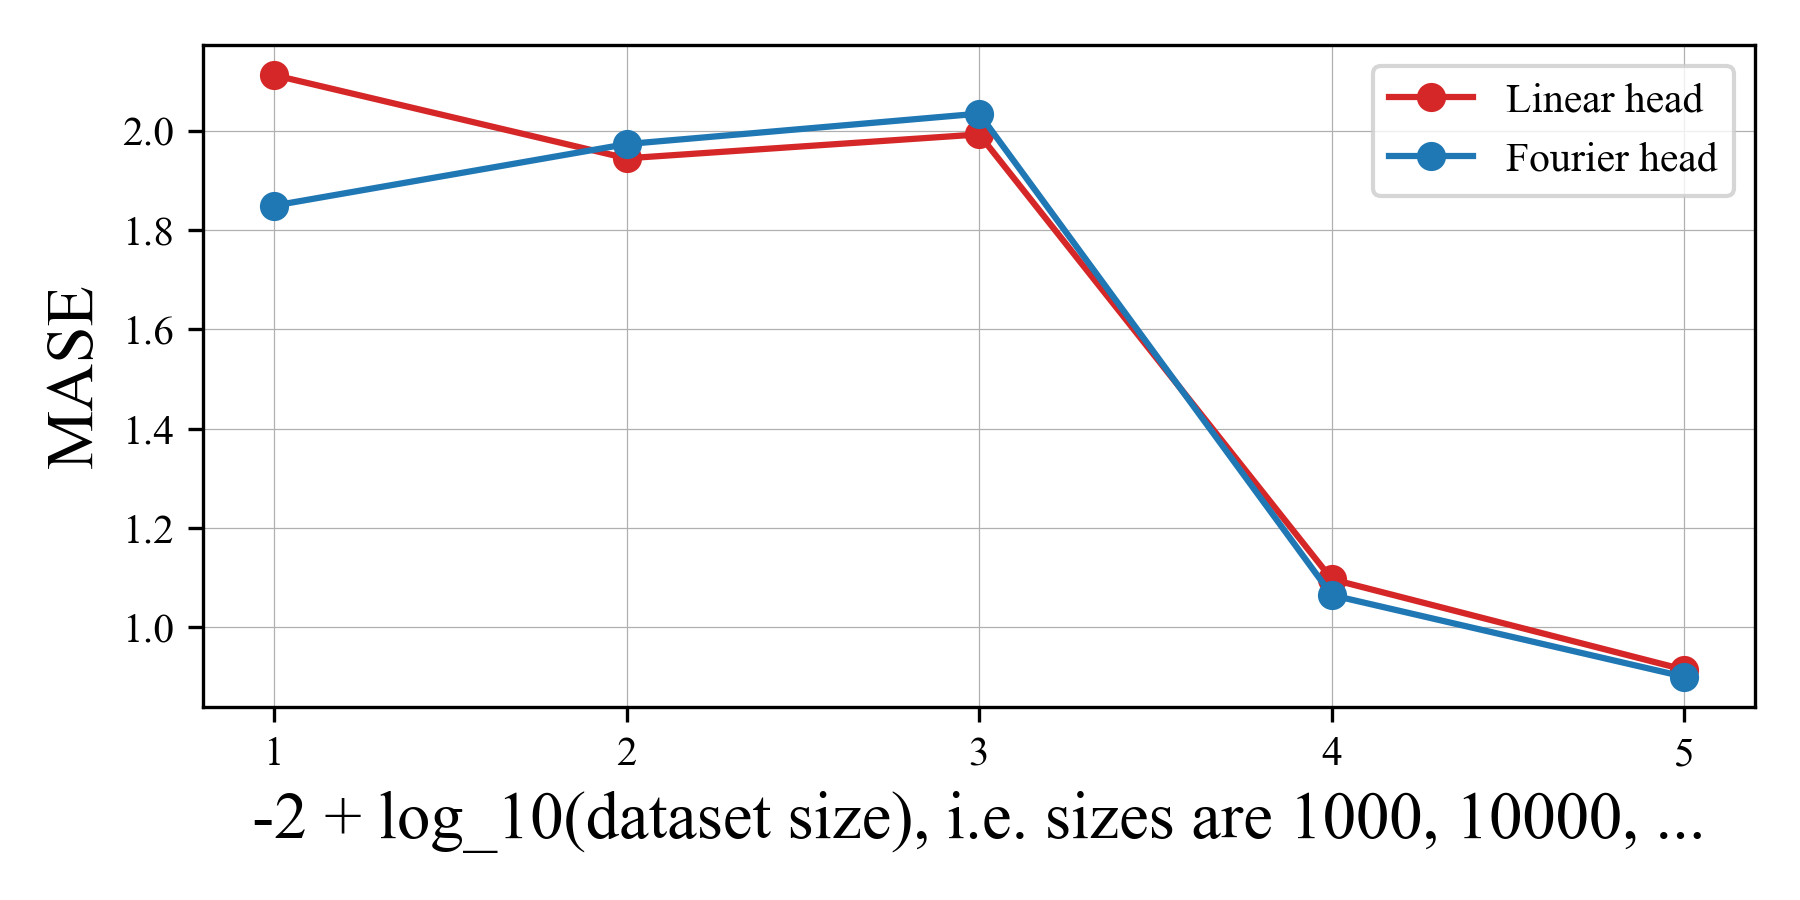 Linear head
Fourier head
MASE
2.0
1.8
1.6
1.4
1.2
1.0
1 2 3 4 5
-2 + log_10(dataset size), i.e. sizes are 1000, 10000, ...